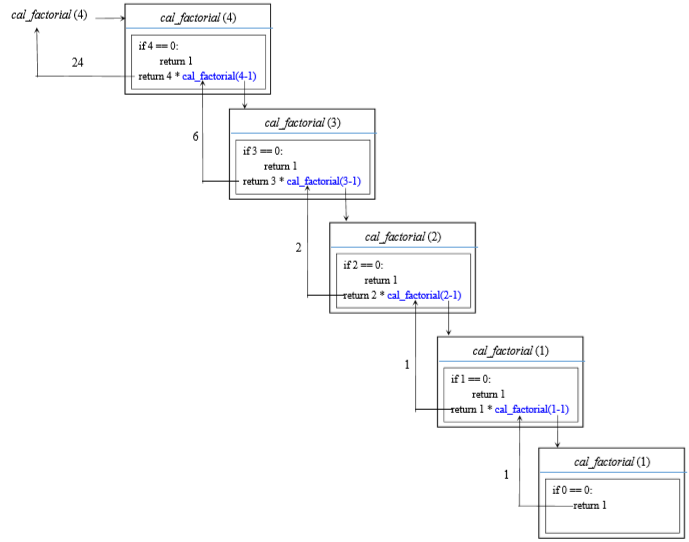 cal_factorial (4)
cal_factorial (4)
if 4 == 0:
return 1
return 4 * cal_factorial(4-1)
24
cal_factorial (3)
if 3 == 0:
return 1
return 3 * cal_factorial(3-1)
6
cal_factorial (2)
if 2 == 0:
return 1
return 2 * cal_factorial(2-1)
2
cal_factorial (1)
if 1 == 0:
return 1
return 1 * cal_factorial(1-1)
1
cal_factorial (1)
if 0 == 0:
return 1
1